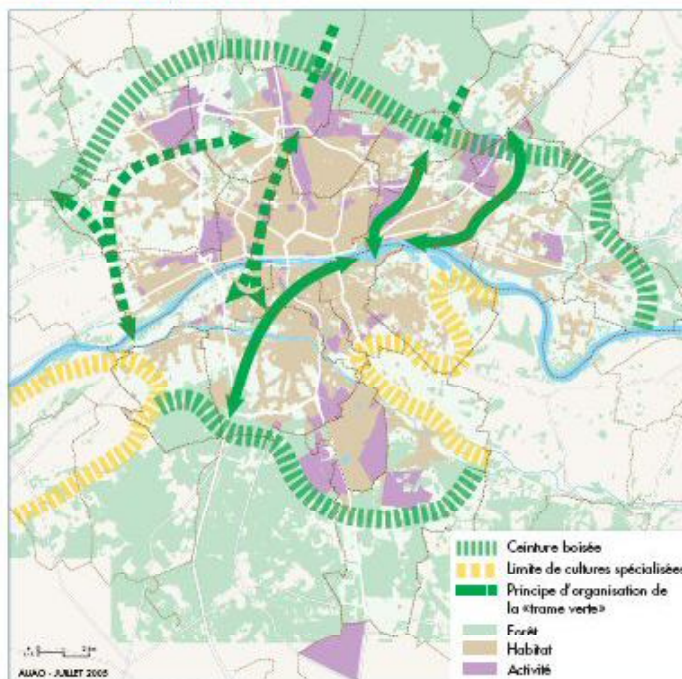 Ceinture boisée
Limite de cultures spécialisées
Principe d'organisation de
la «trame verte»
Forêt
Habitat
Activité
AUAO - JUILLET 2005